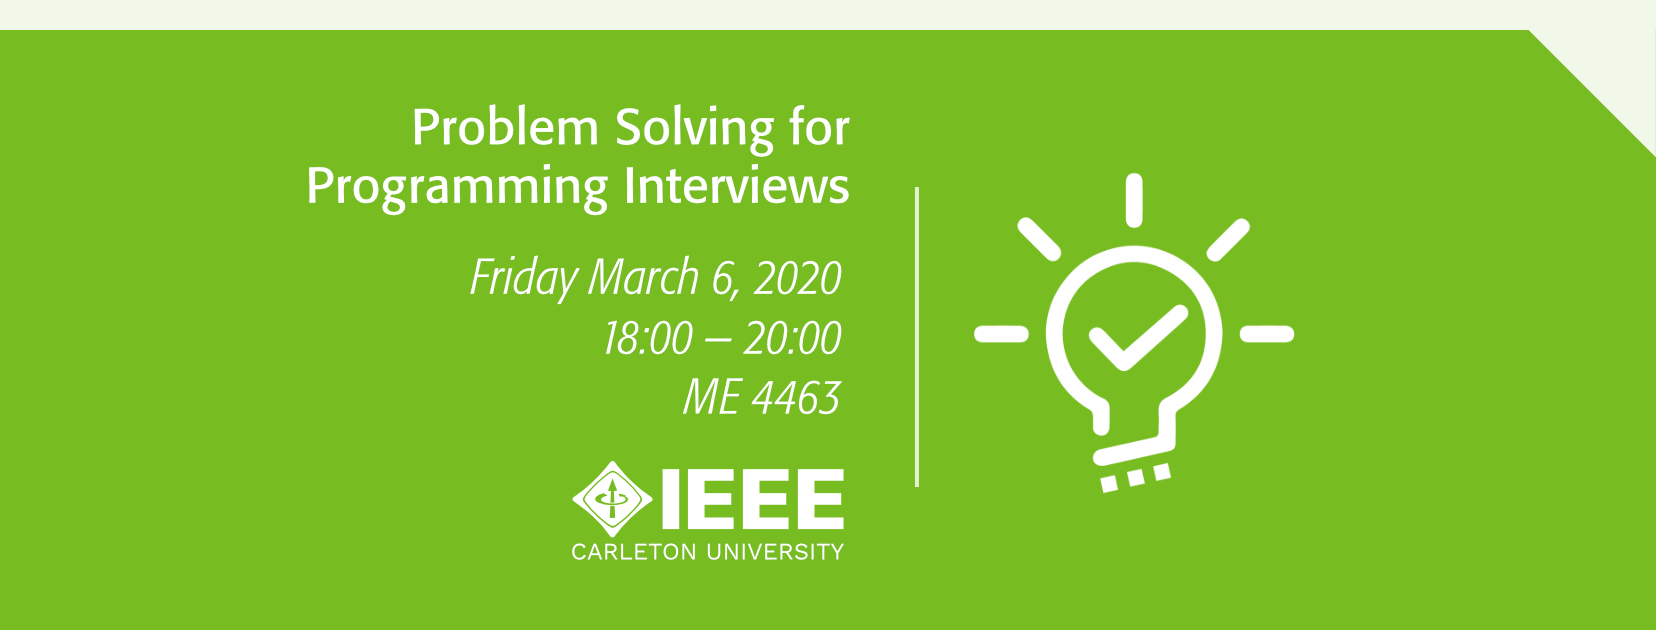 Problem Solving for
Programming Interviews
Friday March 6, 2020
18:00 – 20:00
ME 4463
IEEE
CARLETON UNIVERSITY